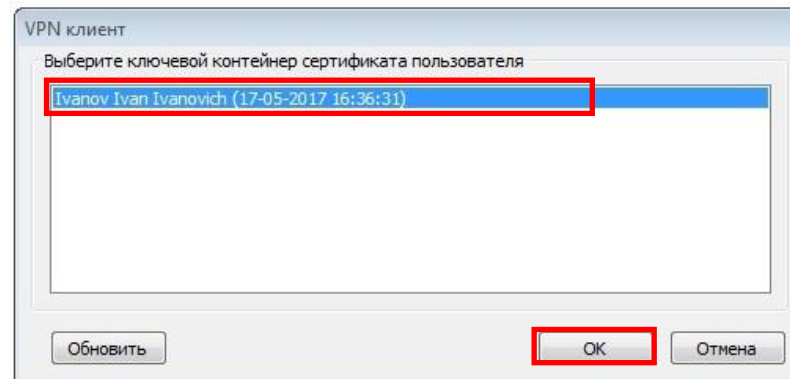 VPN клиент
Выберите ключевой контейнер сертификата пользователя
Ivanov Ivan Ivanovich (17-05-2017 16:36:31)
Обновить OK Отмена